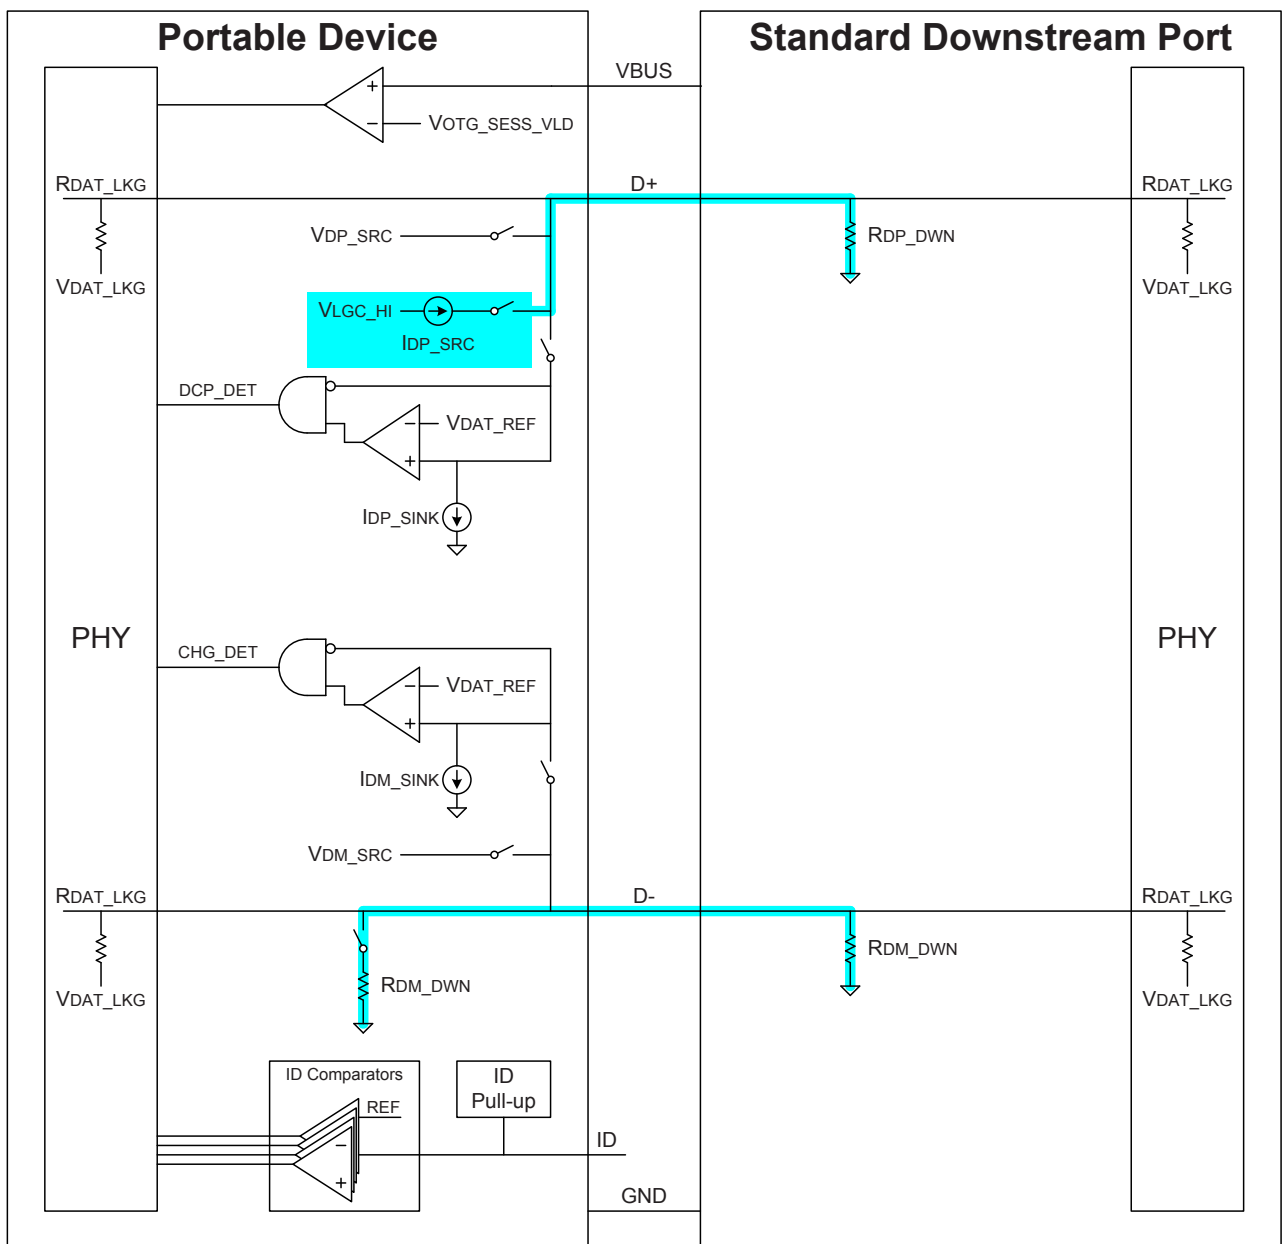 Portable Device
Standard Downstream Port
VBUS
+
−
VOTG_SESS_VLD
RDAT_LKG
D+
RDAT_LKG
VDP_SRC
RDP_DWN
VDAT_LKG
VDAT_LKG
VLGC_HI
IDP_SRC
DCP_DET
−
VDAT_REF
+
IDP_SINK
PHY
PHY
CHG_DET
−
VDAT_REF
+
IDM_SINK
VDM_SRC
RDAT_LKG
D-
RDAT_LKG
RDM_DWN
RDM_DWN
VDAT_LKG
VDAT_LKG
ID Comparators
REF
ID
Pull-up
−
+
ID
GND